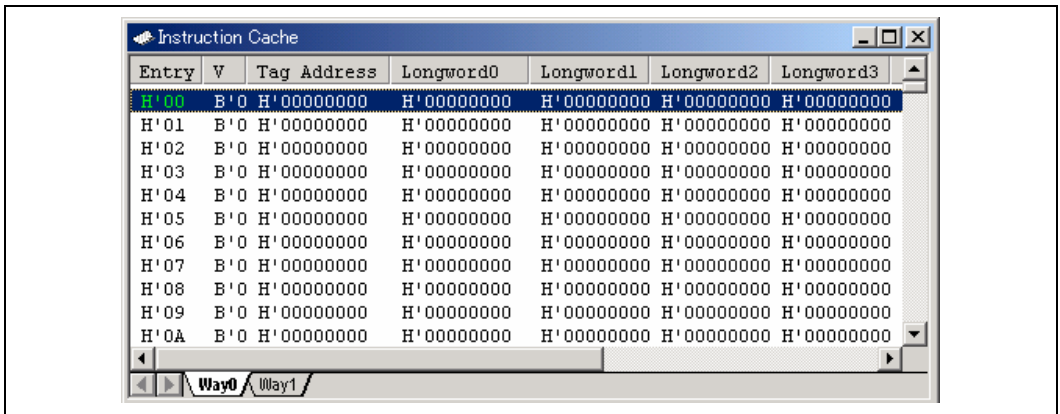 Instruction Cache
Entry V Tag Address Longword0 Longword1 Longword2 Longword3
H'00 B'0 H'00000000 H'00000000 H'00000000 H'00000000 H'00000000
H'01 B'0 H'00000000 H'00000000 H'00000000 H'00000000 H'00000000
H'02 B'0 H'00000000 H'00000000 H'00000000 H'00000000 H'00000000
H'03 B'0 H'00000000 H'00000000 H'00000000 H'00000000 H'00000000
H'04 B'0 H'00000000 H'00000000 H'00000000 H'00000000 H'00000000
H'05 B'0 H'00000000 H'00000000 H'00000000 H'00000000 H'00000000
H'06 B'0 H'00000000 H'00000000 H'00000000 H'00000000 H'00000000
H'07 B'0 H'00000000 H'00000000 H'00000000 H'00000000 H'00000000
H'08 B'0 H'00000000 H'00000000 H'00000000 H'00000000 H'00000000
H'09 B'0 H'00000000 H'00000000 H'00000000 H'00000000 H'00000000
H'0A B'0 H'00000000 H'00000000 H'00000000 H'00000000 H'00000000
Way0 Way1